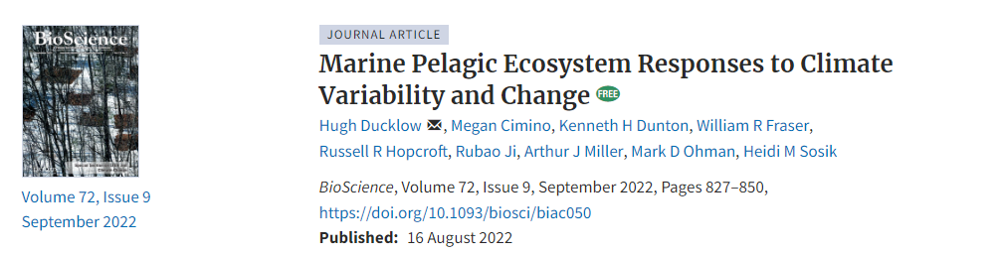 BioScience
Volume 72, Issue 9
September 2022
JOURNAL ARTICLE
Marine Pelagic Ecosystem Responses to Climate
Variability and Change FREE
Hugh Ducklow, Megan Cimino, Kenneth H Dunton, William R Fraser,
Russell R Hopcroft, Rubao Ji, Arthur J Miller, Mark D Ohman, Heidi M Sosik
BioScience, Volume 72, Issue 9, September 2022, Pages 827–850,
https://doi.org/10.1093/biosci/biac050
Published: 16 August 2022